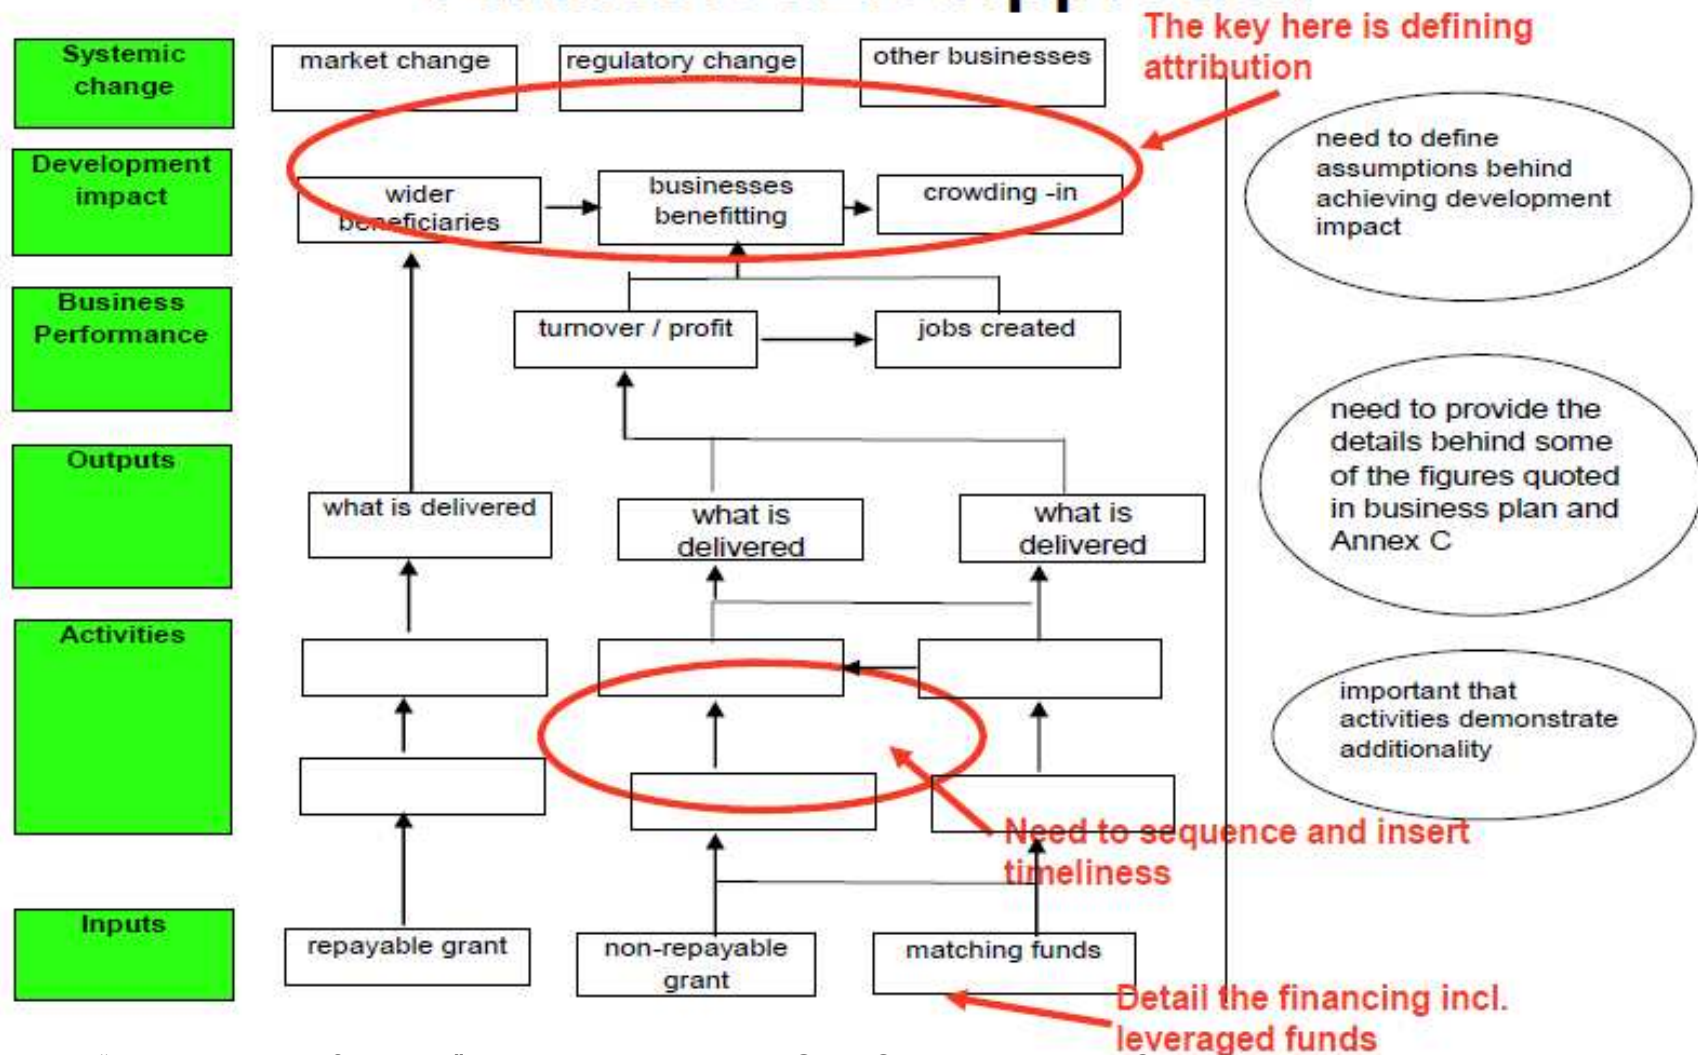 The key here is defining
attribution
Systemic
change
market change
regulatory change
other businesses
need to define
assumptions behind
achieving development
impact
Development
impact
wider
beneficiaries
businesses
benefitting
crowding -in
Business
Performance
turnover / profit
jobs created
need to provide the
details behind some
of the figures quoted
in business plan and
Annex C
Outputs
what is delivered
what is
delivered
what is
delivered
Activities
important that
activities demonstrate
additionality
Need to sequence and insert
timeliness
Inputs
repayable grant
non-repayable
grant
matching funds
Detail the financing incl.
leveraged funds